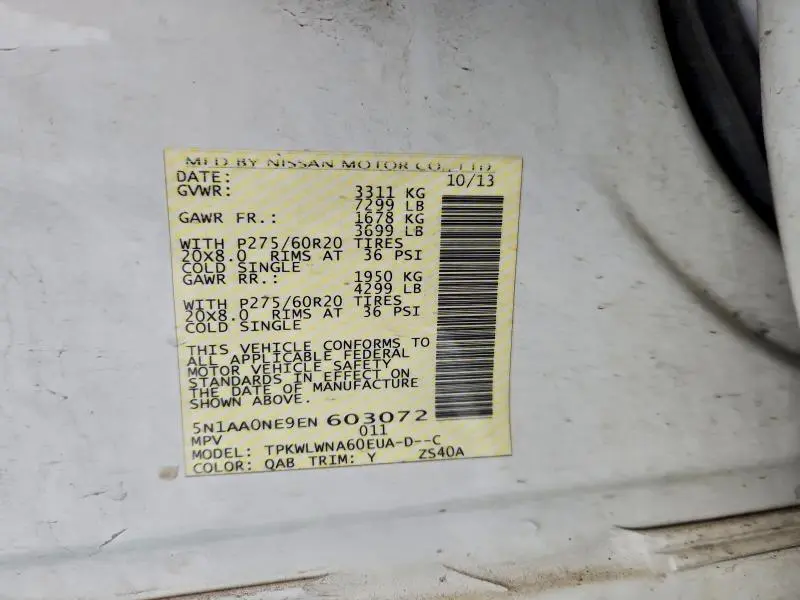 MFD BY NISSAN MOTOR CO., LTD.
DATE: 10/13
GVWR: 3311 KG
7299 LB
GAWR FR.: 1678 KG
3699 LB
WITH P275/60R20 TIRES
20X8.0 RIMS AT 36 PSI
COLD SINGLE
GAWR RR.: 1950 KG
4299 LB
WITH P275/60R20 TIRES
20X8.0 RIMS AT 36 PSI
COLD SINGLE
THIS VEHICLE CONFORMS TO
ALL APPLICABLE FEDERAL
MOTOR VEHICLE SAFETY
STANDARDS IN EFFECT ON
THE DATE OF MANUFACTURE
SHOWN ABOVE.
5N1AA0NE9EN 603072
MPV 011
MODEL: TPKWLWNA60EUA-D--C
COLOR: QAB TRIM: Y ZS40A